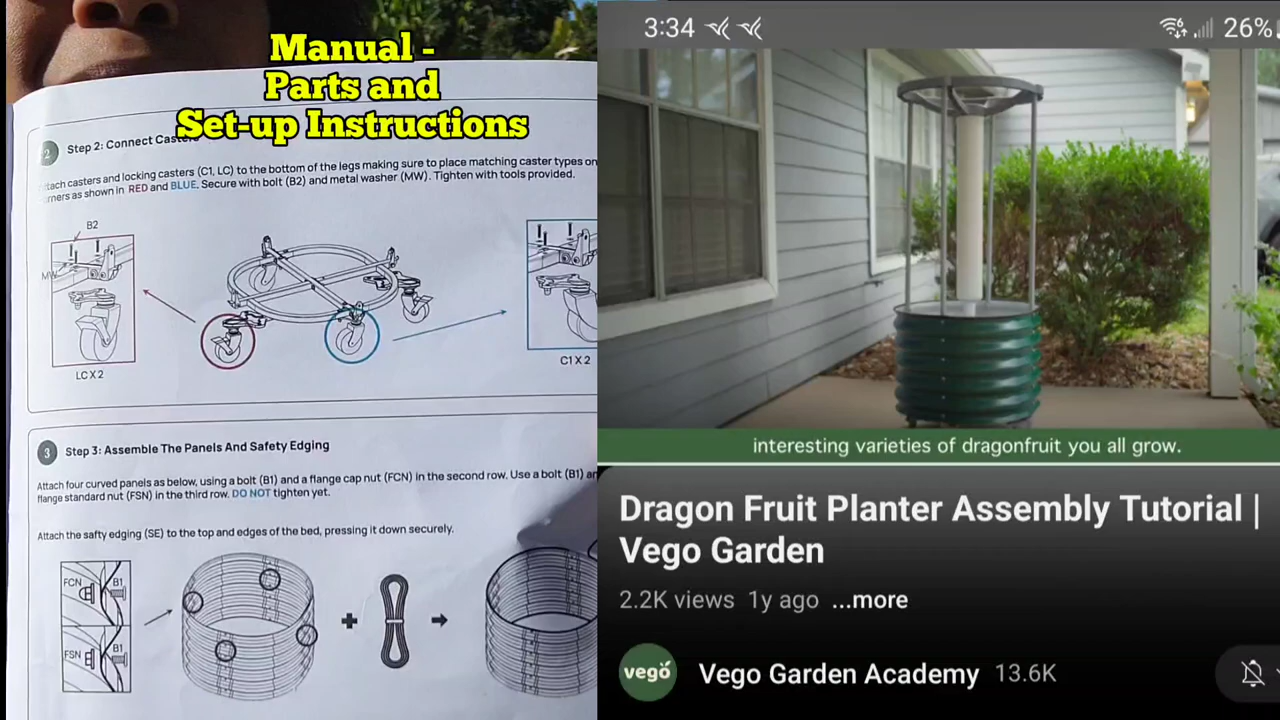 Manual -
Parts and
Set-up Instructions
2 Step 2: Connect
ttach casters and locking casters (C1, LC) to the bottom of the legs making sure to place matching caster types on
rners as shown in RED and BLUE. Secure with bolt (B2) and metal washer (MW). Tighten with tools provided.
B2
MW
LC X 2
C1 X 2
3 Step 3: Assemble The Panels And Safety Edging
Attach four curved panels as below, using a bolt (B1) and a flange cap nut (FCN) in the second row. Use a bolt (B1) an
flange standard nut (FSN) in the third row. DO NOT tighten yet.
Attach the safty edging (SE) to the top and edges of the bed, pressing it down securely.
FCN B1
FSN B1
3:34 26%
interesting varieties of dragonfruit you all grow.
Dragon Fruit Planter Assembly Tutorial |
Vego Garden
2.2K views 1y ago ...more
vego Vego Garden Academy 13.6K